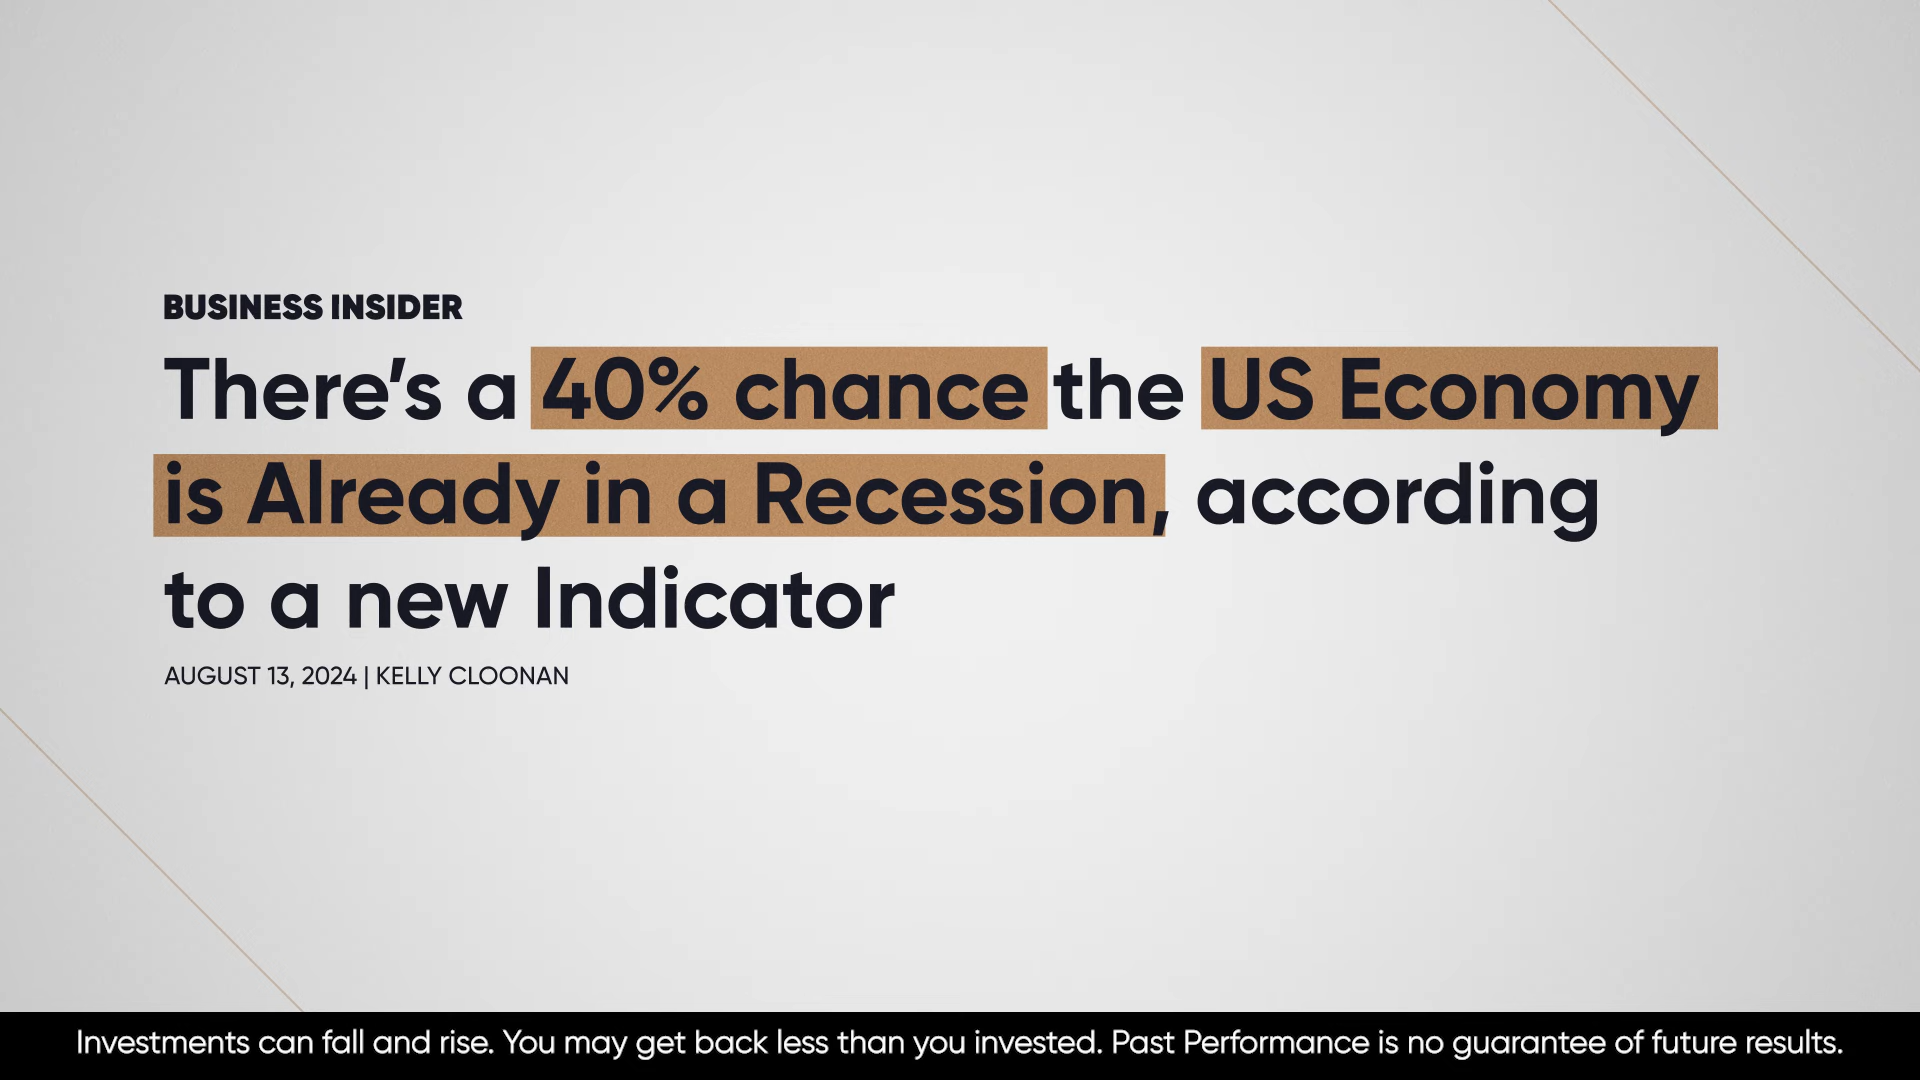 BUSINESS INSIDER
There’s a 40% chance the US Economy
is Already in a Recession, according
to a new Indicator
AUGUST 13, 2024 | KELLY CLOONAN
Investments can fall and rise. You may get back less than you invested. Past Performance is no guarantee of future results.